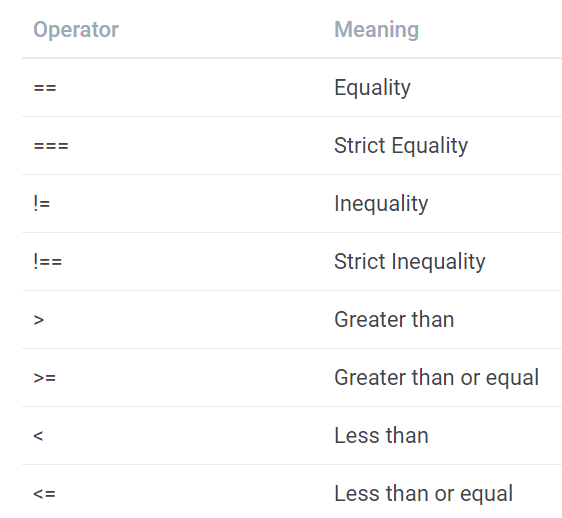 Operator Meaning
== Equality
=== Strict Equality
!= Inequality
!== Strict Inequality
> Greater than
>= Greater than or equal
< Less than
<= Less than or equal